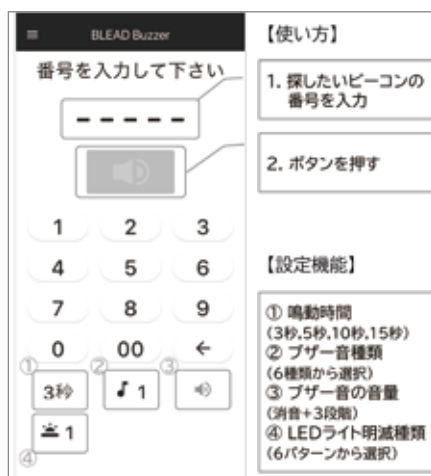 BLEAD Buzzer
番号を入力して下さい
-----
1 2 3
4 5 6
7 8 9
0 00 ←
① ② ③
3秒 1
1
④
【使い方】
1. 探したいビーコンの
番号を入力
2. ボタンを押す
【設定機能】
① 鳴動時間
(3秒,5秒,10秒,15秒)
② ブザー音種類
(6種類から選択)
③ ブザー音の音量
(消音+3段階)
④ LEDライト明滅種類
(6パターンから選択)